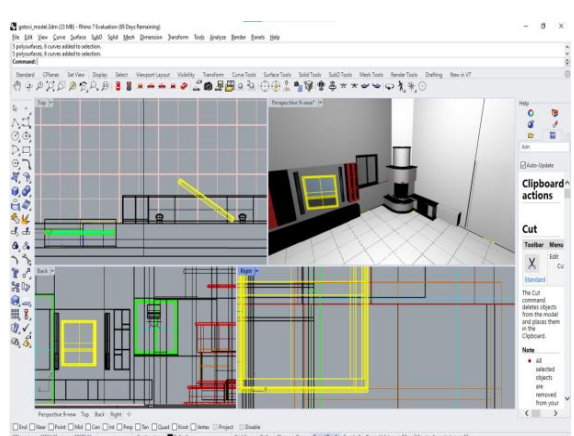 gotovi_model.3dm (23 MB) - Rhino 7 Evaluation (89 Days Remaining)
File Edit View Curve Surface SubD Solid Mesh Dimension Transform Tools Analyze Render Panels Help
5 polysurfaces, 6 curves added to selection.
5 polysurfaces, 6 curves added to selection.
Command:
Standard CPlanes Set View Display Select Viewport Layout Visibility Transform Curve Tools Surface Tools Solid Tools SubD Tools Mesh Tools Render Tools Drafting New in V7
Top
Perspective 9-new*
Help
Join
Auto-Update
Clipboard actions
Cut
Toolbar Menu
Edit
Cu
Standard
The Cut
command
deletes objects
from the model
and places them
in the
Clipboard.
Note
All
selected
objects
are
removed
from your
Back
Right
Perspective 9-new Top Back Right
End Near Point Mid Cen Int Perp Tan Quad Knot Vertex Project Disable